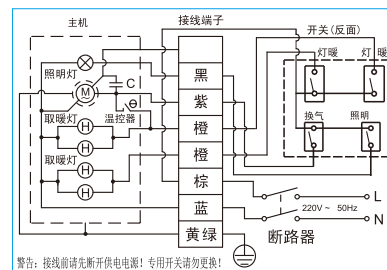 主机
接线端子
开关(反面)
照明灯
C
灯暖
灯 暖
M
黑
取暖灯
温控器
θ
紫
H
H
橙
换气
照明
取暖灯
H
H
橙
棕
L
蓝
220V ~ 50Hz
N
黄绿
断路器
警告:接线前请先断开供电电源!专用开关请勿更换!